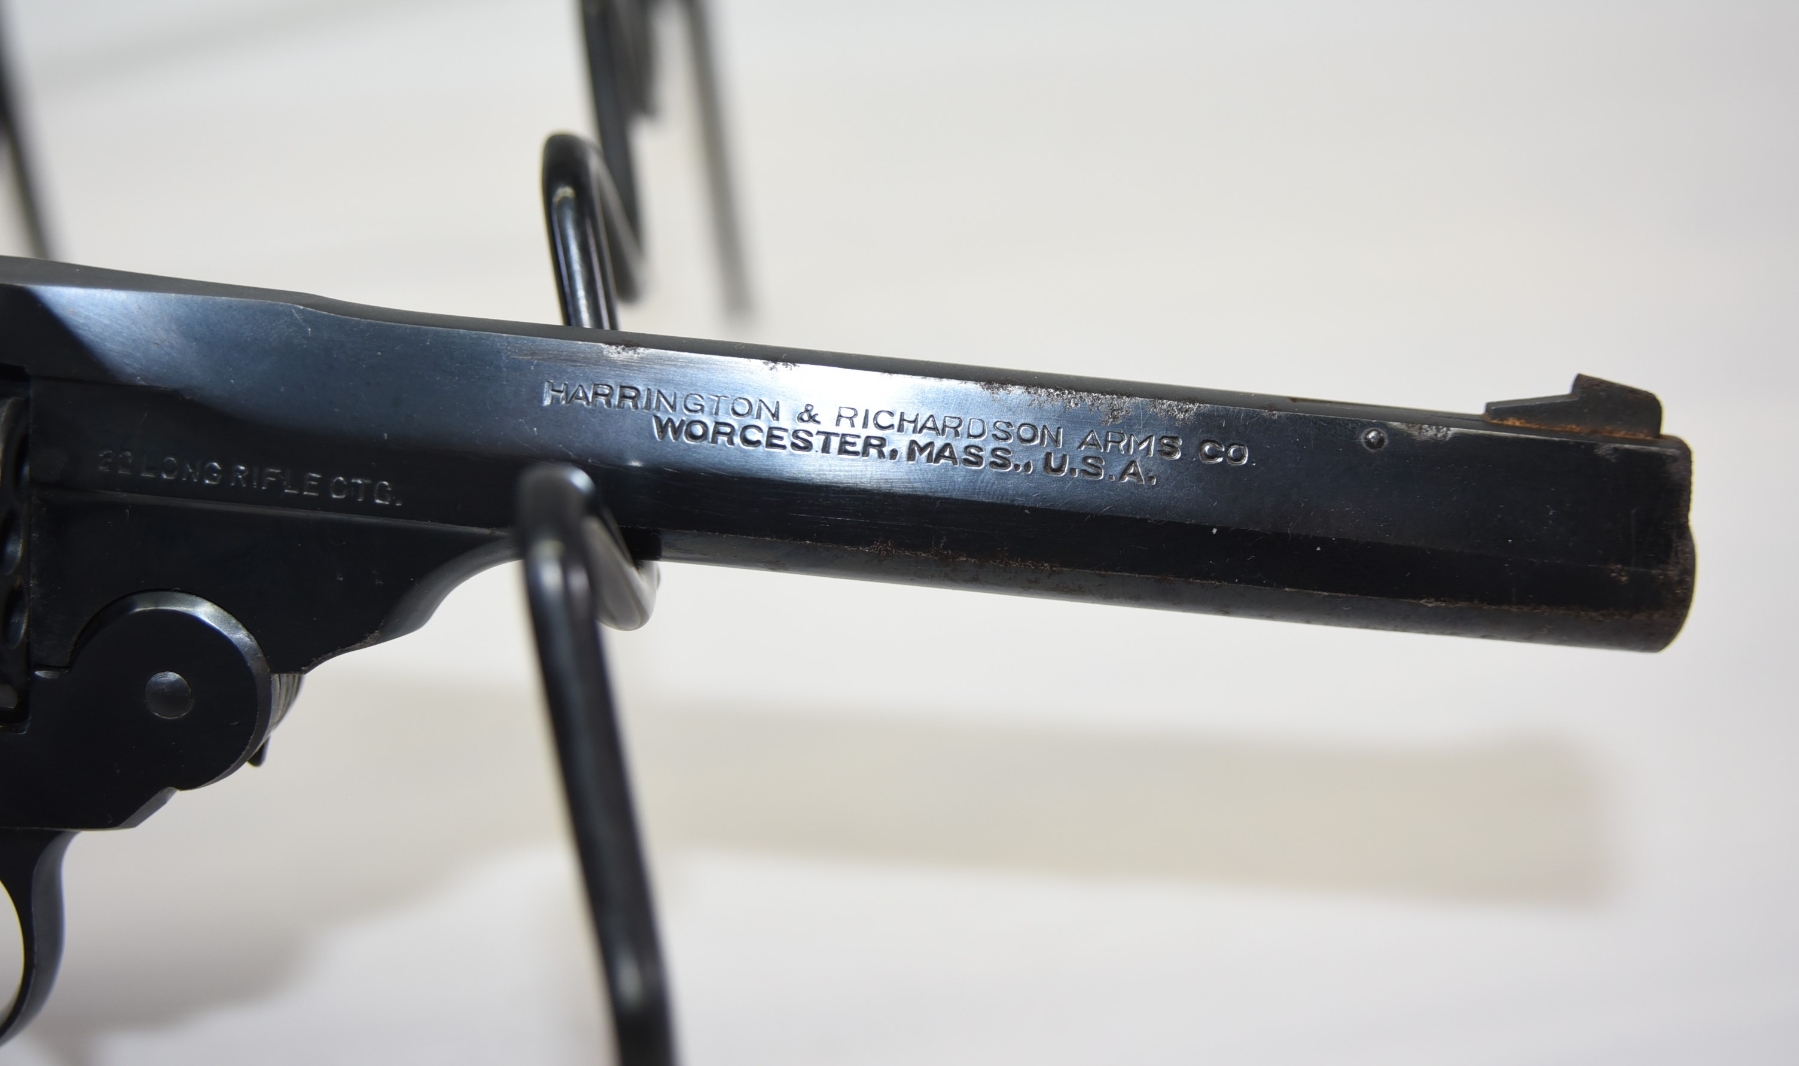 HARRINGTON & RICHARDSON ARMS CO
WORCESTER, MASS., U.S.A.
22 LONG RIFLE CTG.